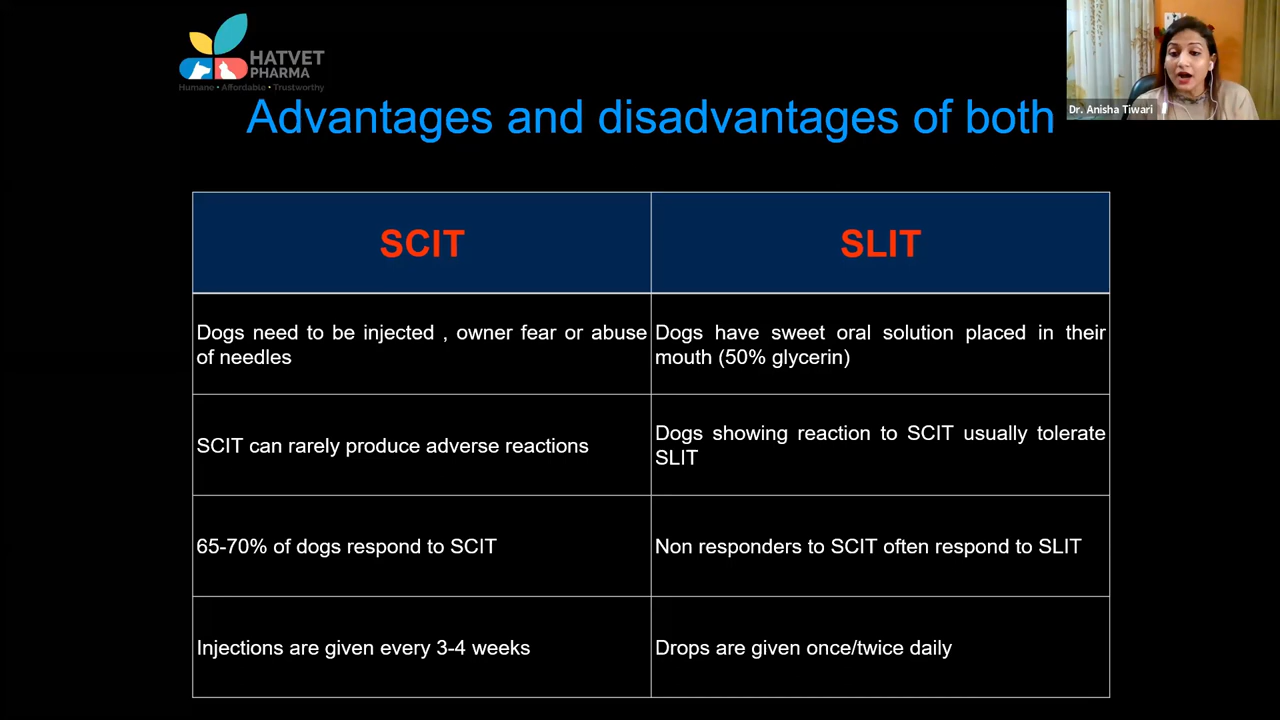 HATVET
PHARMA
Humane • Affordable • Trustworthy
Dr. Anisha Tiwari
Advantages and disadvantages of both
SCIT
SLIT
Dogs need to be injected , owner fear or abuse
of needles
Dogs have sweet oral solution placed in their
mouth (50% glycerin)
SCIT can rarely produce adverse reactions
Dogs showing reaction to SCIT usually tolerate
SLIT
65-70% of dogs respond to SCIT
Non responders to SCIT often respond to SLIT
Injections are given every 3-4 weeks
Drops are given once/twice daily